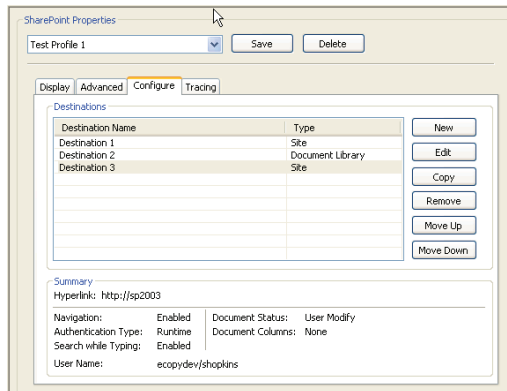 SharePoint Properties
Test Profile 1 Save Delete
Display Advanced Configure Tracing
Destinations
Destination Name Type
New
Destination 1 Site
Destination 2 Document Library
Edit
Destination 3 Site
Copy
Remove
Move Up
Move Down
Summary
Hyperlink: http://sp2003
Navigation: Enabled Document Status: User Modify
Authentication Type: Runtime Document Columns: None
Search while Typing: Enabled
User Name: ecopydev/shopkins